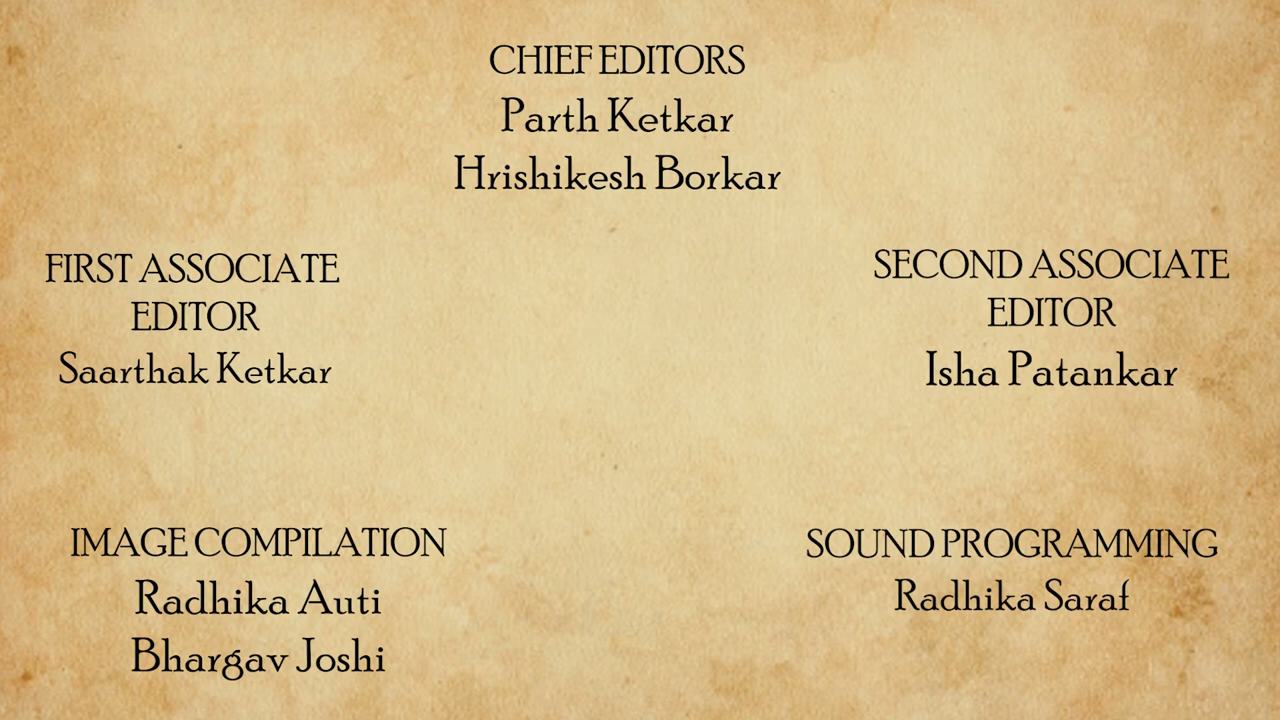 CHIEF EDITORS
Parth Ketkar
Hrishikesh Borkar
FIRST ASSOCIATE
EDITOR
Saarthak Ketkar
SECOND ASSOCIATE
EDITOR
Isha Patankar
IMAGE COMPILATION
Radhika Auti
Bhargav Joshi
SOUND PROGRAMMING
Radhika Saraf